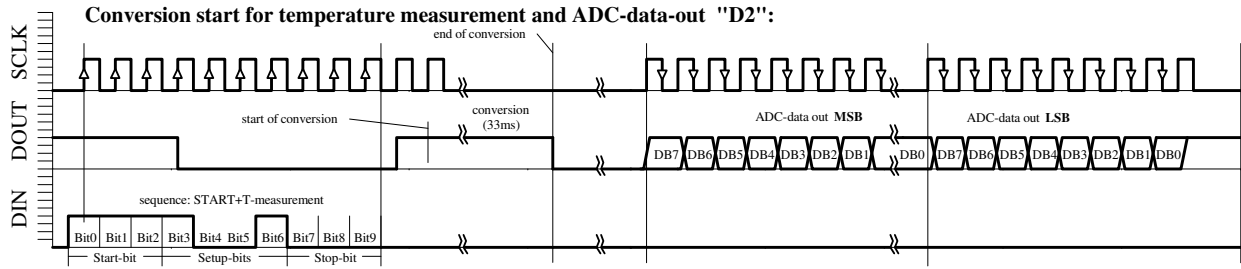 Conversion start for temperature measurement and ADC-data-out "D2":
end of conversion
SCLK
start of conversion
conversion
(33ms)
ADC-data out MSB
ADC-data out LSB
DOUT
DB7 DB6 DB5 DB4 DB3 DB2 DB1 DB0 DB7 DB6 DB5 DB4 DB3 DB2 DB1 DB0
sequence: START+T-measurement
DIN
Bit0 Bit1 Bit2 Bit3 Bit4 Bit5 Bit6 Bit7 Bit8 Bit9
Start-bit Setup-bits Stop-bit